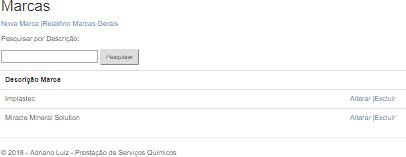 Marcas
Nova Marca |Relatório Marcas Gerais
Pesquisar por Descrição:
Pesquisar
Descrição Marca
Implastec Alterar |Excluir
Miracle Mineral Solution Alterar |Excluir
© 2018 - Adriano Luiz - Prestação de Serviços Químicos